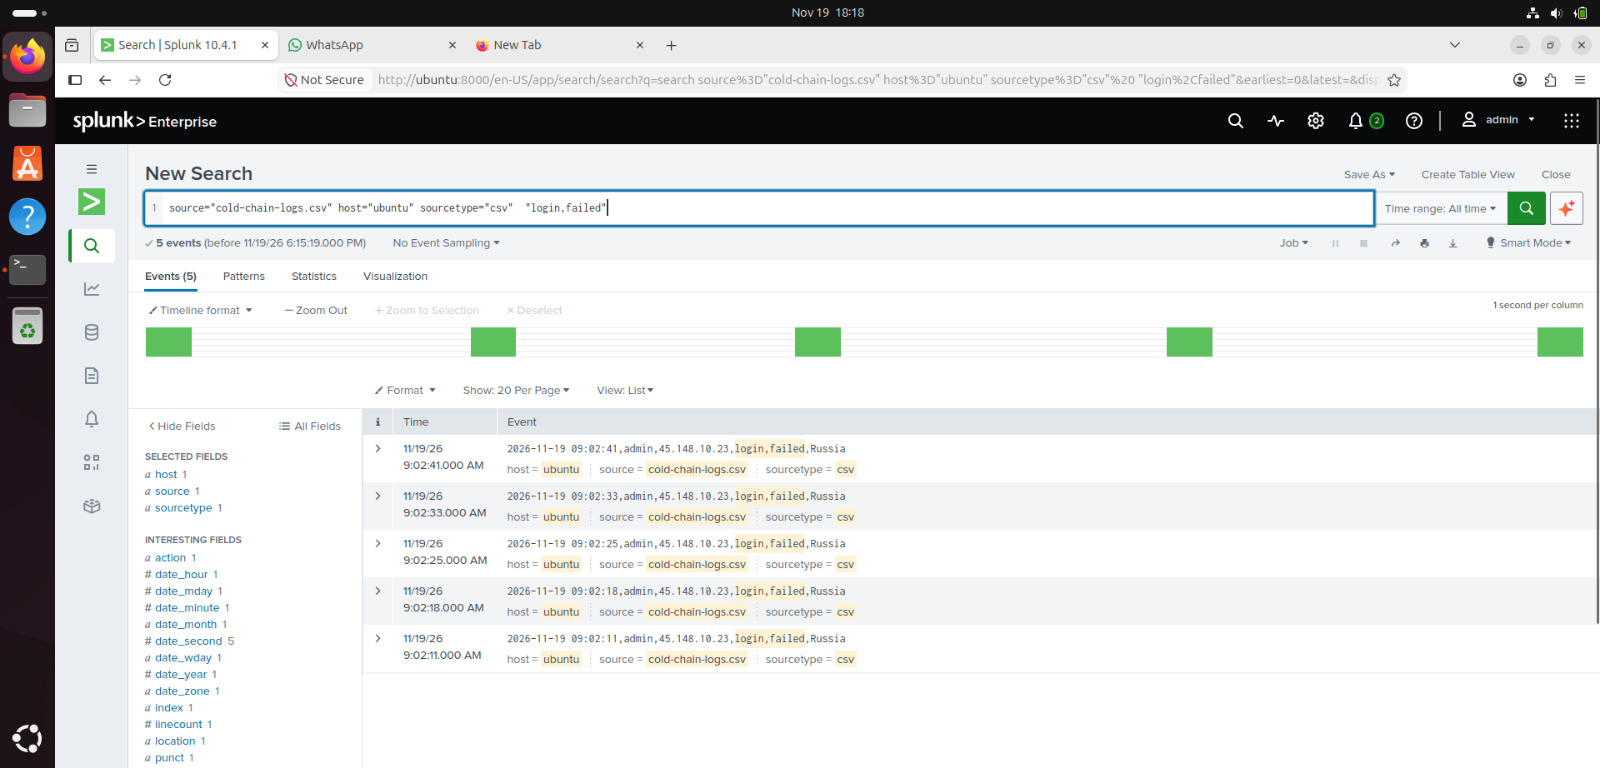 Nov 19 18:18
Search | Splunk 10.4.1
WhatsApp
New Tab
Not Secure
http://ubuntu:8000/en-US/app/search/search?q=search source%3D"cold-chain-logs.csv" host%3D"ubuntu" sourcetype%3D"csv"%20 "login%2Cfailed"&earliest=0&latest=&disp
splunk> Enterprise
2
admin
New Search
Save As
Create Table View
Close
1 source="cold-chain-logs.csv" host="ubuntu" sourcetype="csv"  "login,failed"
Time range: All time
5 events (before 11/19/26 6:15:19.000 PM)
No Event Sampling
Job
Smart Mode
Events (5)
Patterns
Statistics
Visualization
Timeline format
Zoom Out
+ Zoom to Selection
× Deselect
1 second per column
Format
Show: 20 Per Page
View: List
Hide Fields
All Fields
i
Time
Event
SELECTED FIELDS
a host 1
a source 1
a sourcetype 1
INTERESTING FIELDS
a action 1
# date_hour 1
# date_mday 1
# date_minute 1
a date_month 1
# date_second 5
a date_wday 1
# date_year 1
a date_zone 1
a index 1
# linecount 1
a location 1
a punct 1
11/19/26
9:02:41.000 AM
2026-11-19 09:02:41,admin,45.148.10.23,login,failed,Russia
host = ubuntu source = cold-chain-logs.csv sourcetype = csv
11/19/26
9:02:33.000 AM
2026-11-19 09:02:33,admin,45.148.10.23,login,failed,Russia
host = ubuntu source = cold-chain-logs.csv sourcetype = csv
11/19/26
9:02:25.000 AM
2026-11-19 09:02:25,admin,45.148.10.23,login,failed,Russia
host = ubuntu source = cold-chain-logs.csv sourcetype = csv
11/19/26
9:02:18.000 AM
2026-11-19 09:02:18,admin,45.148.10.23,login,failed,Russia
host = ubuntu source = cold-chain-logs.csv sourcetype = csv
11/19/26
9:02:11.000 AM
2026-11-19 09:02:11,admin,45.148.10.23,login,failed,Russia
host = ubuntu source = cold-chain-logs.csv sourcetype = csv